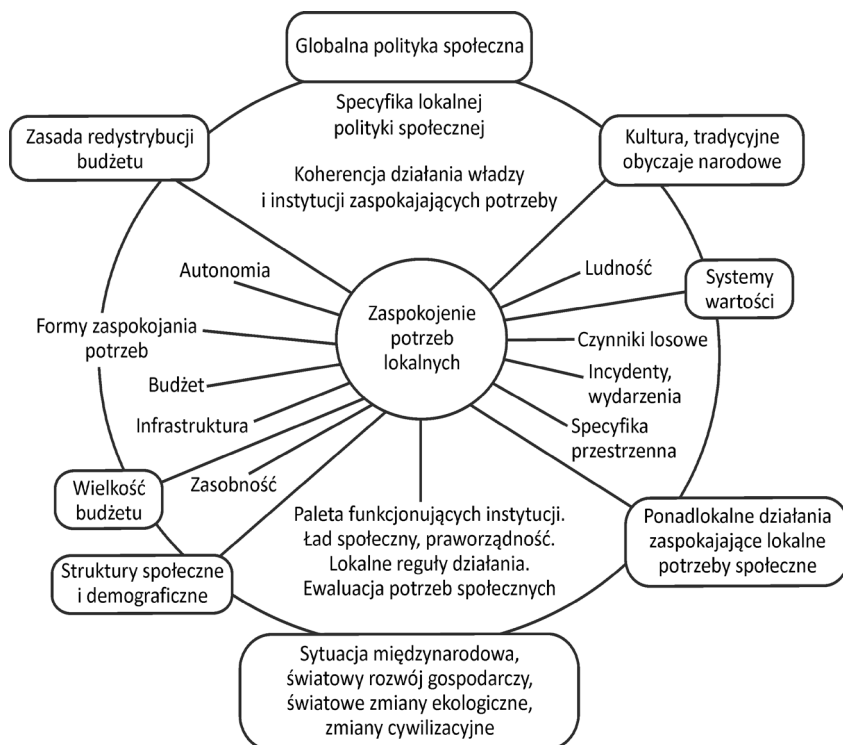 Globalna polityka społeczna
Specyfika lokalnej
polityki społecznej
Zasada redystrybucji
budżetu
Kultura, tradycyjne
obyczaje narodowe
Koherencja działania władzy
i instytucji zaspokajających potrzeby
Autonomia
Ludność
Systemy
wartości
Zaspokojenie
potrzeb
lokalnych
Formy zaspokojania
potrzeb
Czynniki losowe
Budżet
Incydenty,
wydarzenia
Infrastruktura
Specyfika
przestrzenna
Wielkość
budżetu
Zasobność
Paleta funkcjonujących instytucji.
Ład społeczny, praworządność.
Lokalne reguły działania.
Ewaluacja potrzeb społecznych
Ponadlokalne działania
zaspokajające lokalne
potrzeby społeczne
Struktury społeczne
i demograficzne
Sytuacja międzynarodowa,
światowy rozwój gospodarczy,
światowe zmiany ekologiczne,
zmiany cywilizacyjne